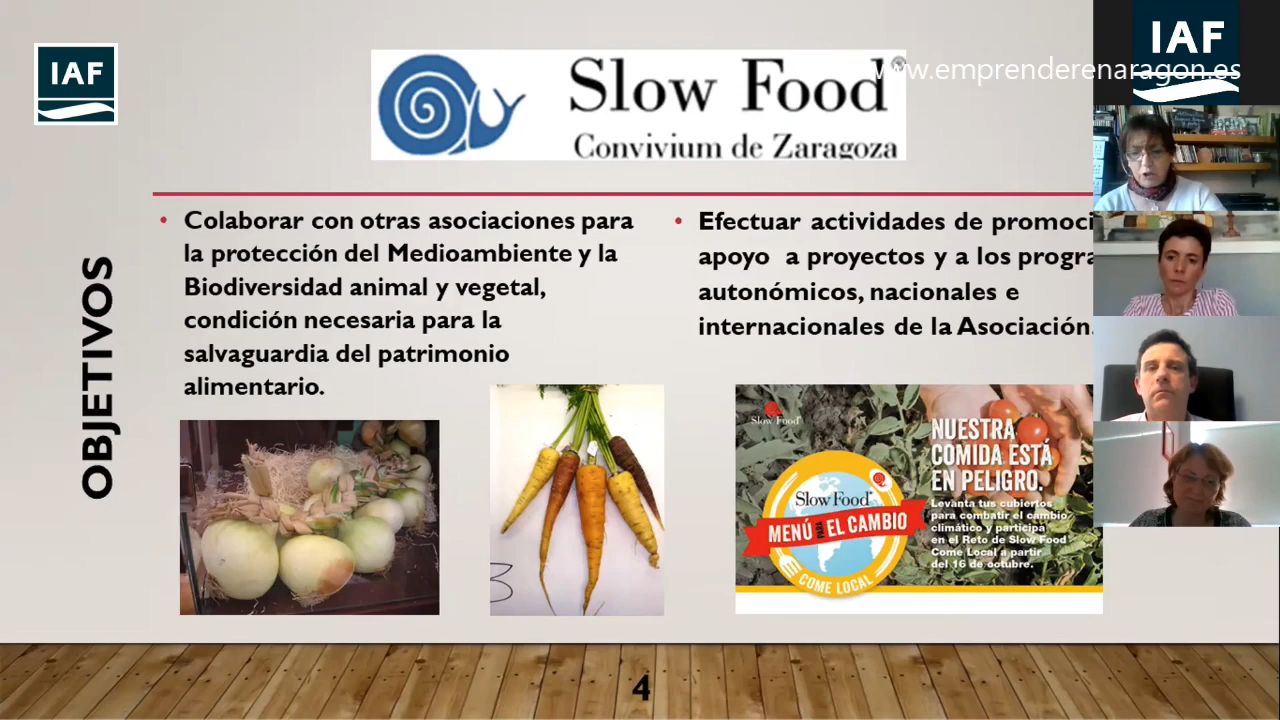 IAF
Slow Food®
Convivium de Zaragoza
www.emprenderenaragon.es
IAF
OBJETIVOS
• Colaborar con otras asociaciones para
la protección del Medioambiente y la
Biodiversidad animal y vegetal,
condición necesaria para la
salvaguardia del patrimonio
alimentario.
• Efectuar actividades de promoci
apoyo a proyectos y a los progra
autonómicos, nacionales e
internacionales de la Asociación.
3
Slow Food
NUESTRA
COMIDA ESTÁ
EN PELIGRO.
Levanta tus cubiertos
para combatir el cambio
climático y participa
en el Reto de Slow Food
Come Local a partir
del 16 de octubre.
Slow Food®
MENÚ PARA EL CAMBIO
COME LOCAL
4